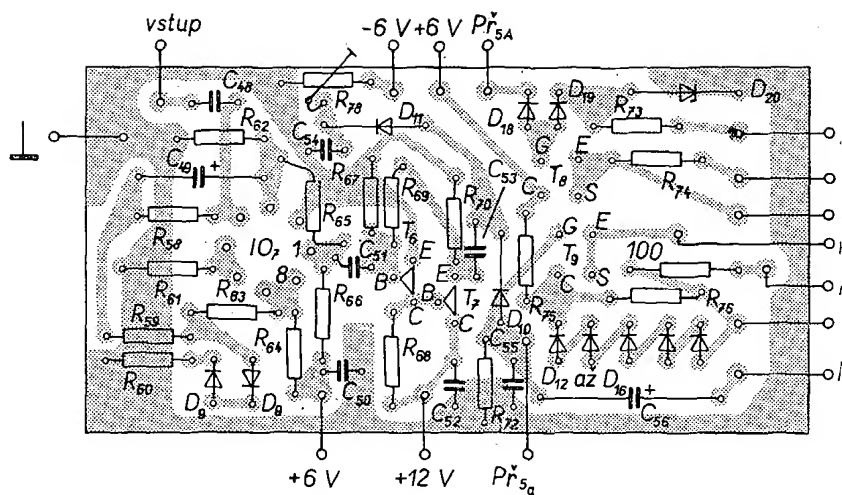 vstup
-6 V +6 V Př5A
C48
R62
R78
D11
D18
D19
R73
D20
C54
C49
R67
R69
C53
G E
T8
R74
R58
R65
R70
C S
IO7
1
C51
T6
E
G E
T9
100
R61
8
B
E
C S
R63
R66
B
T7
R75
R76
C
C
D10
R59
R64
R68
C55
R60
D12 až D16
D9 D9
C50
C52
R72
C56
+6 V
+12 V
Př5a